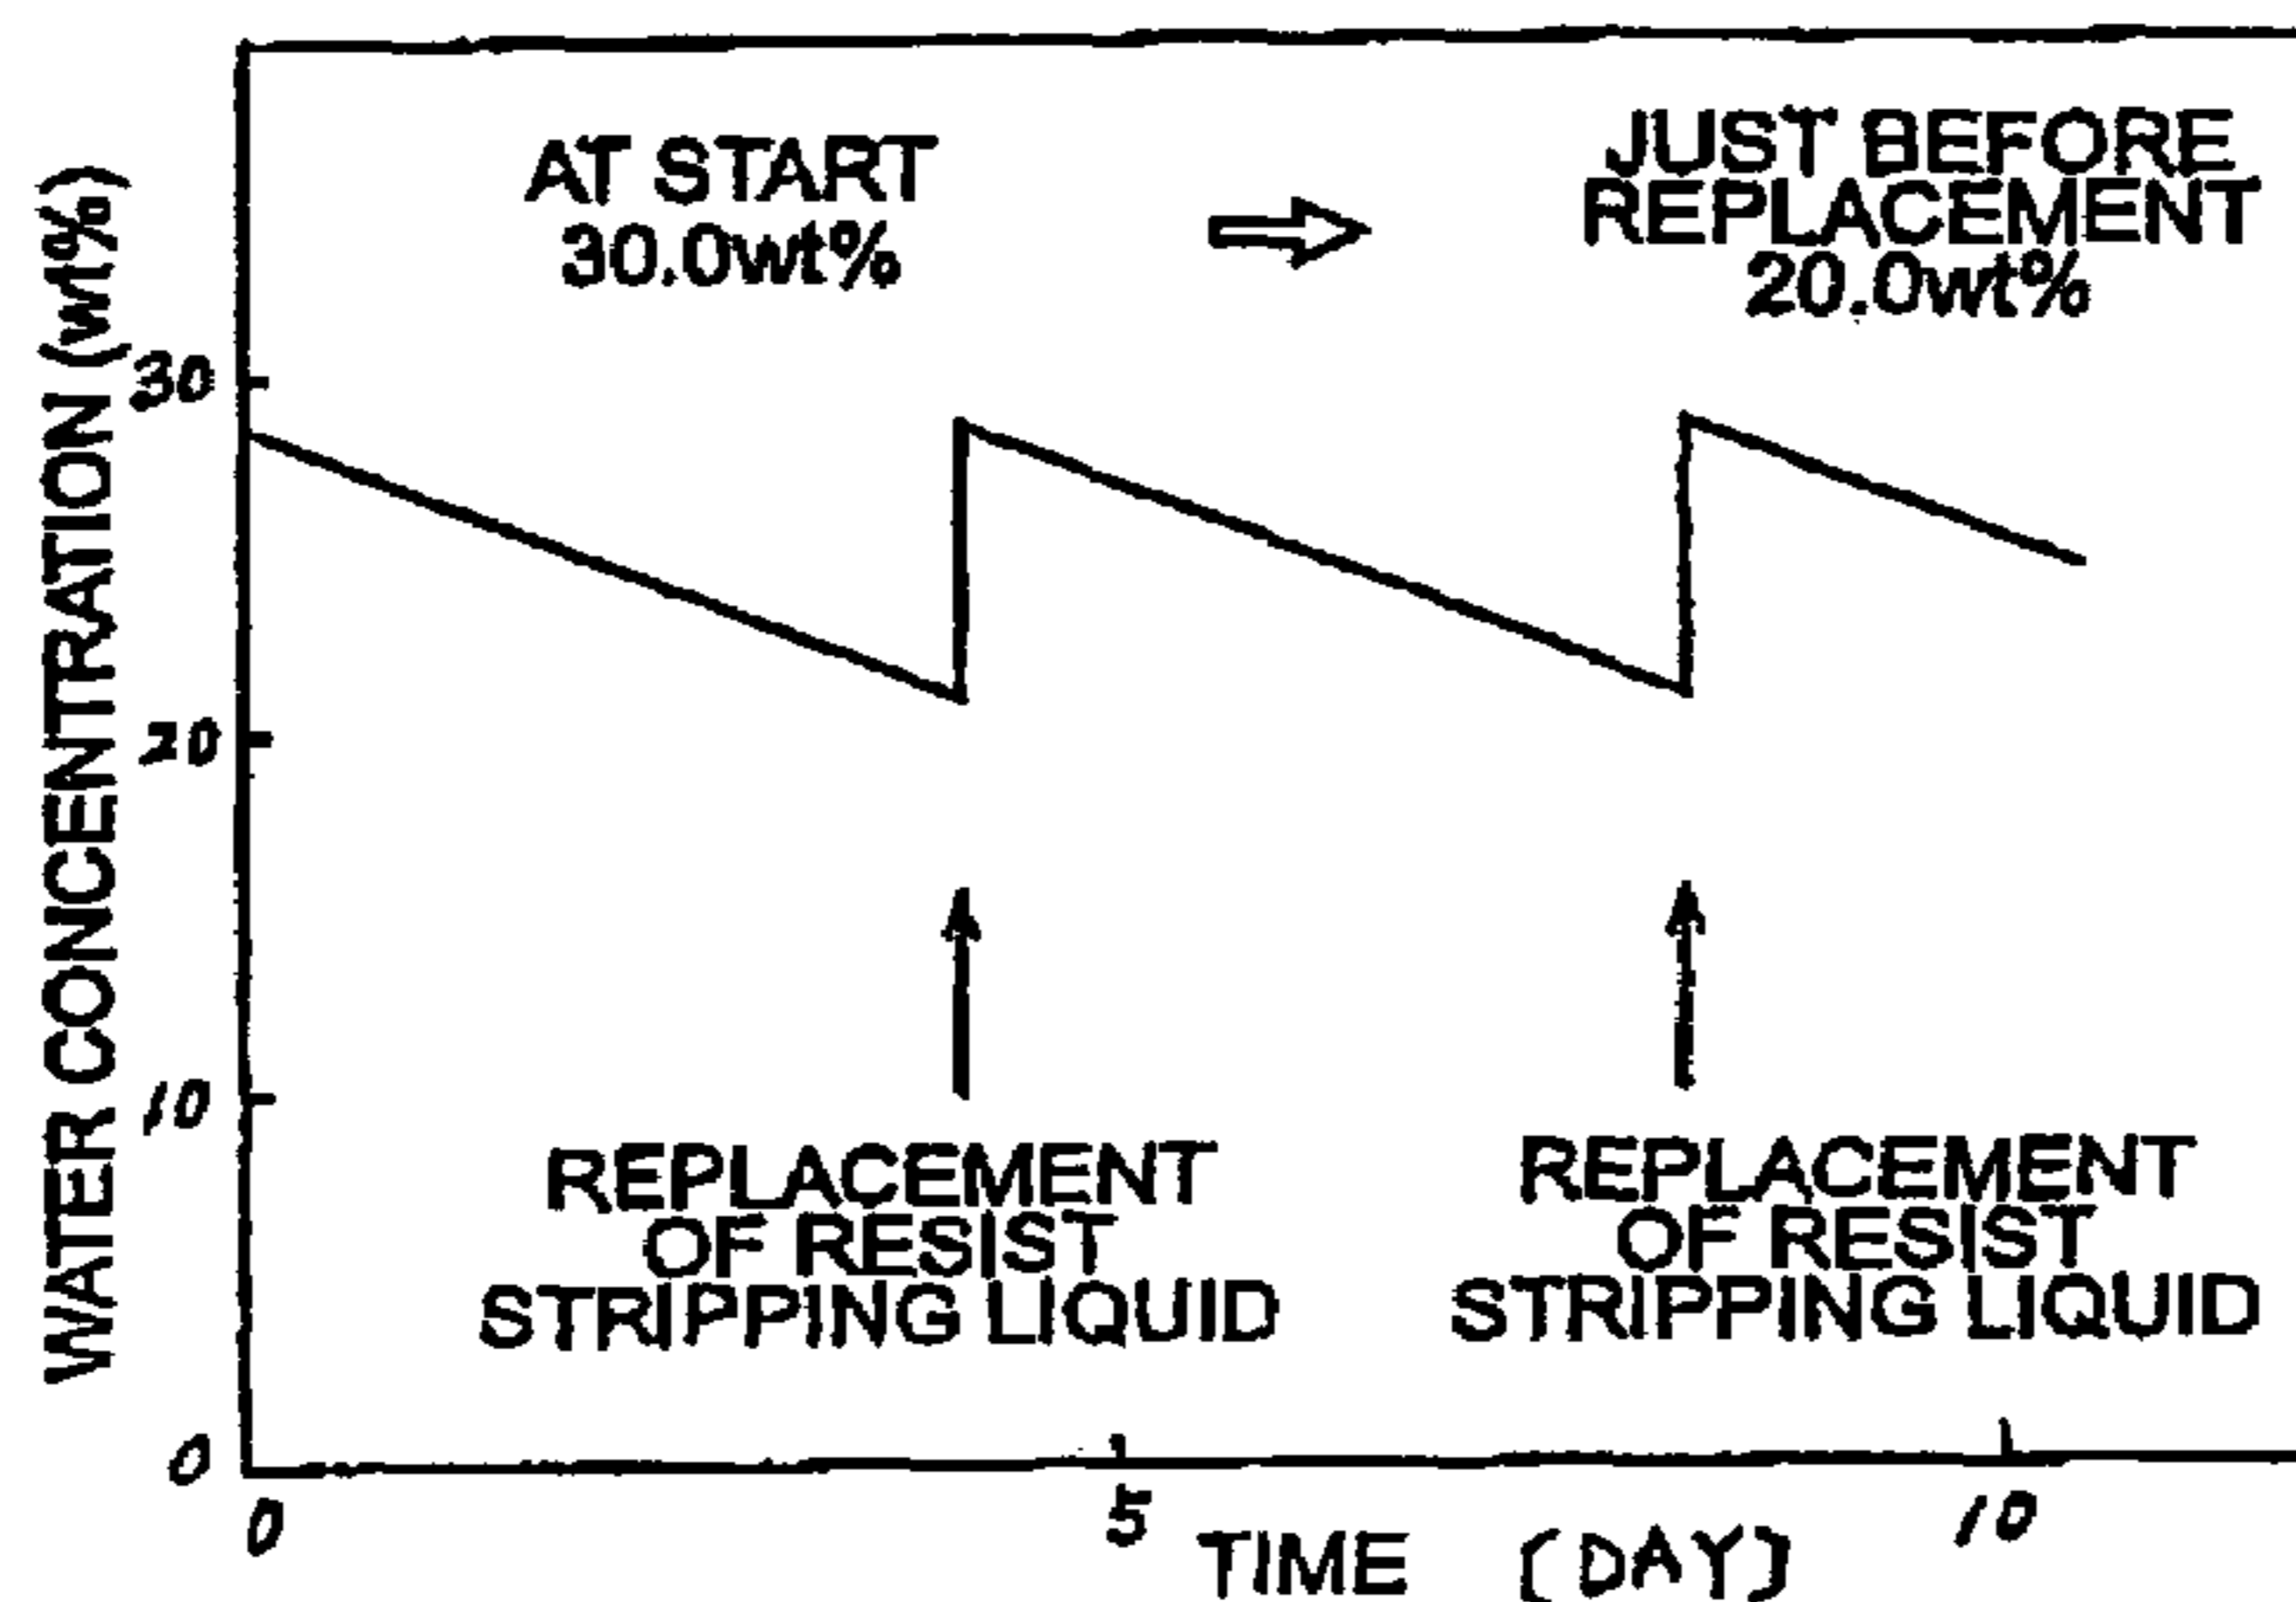 AT START
30.0wt%
JUST BEFORE
REPLACEMENT
20.0wt%
WATER CONCENTRATION (wt%)
30
20
10
0
REPLACEMENT
OF RESIST
STRIPPING LIQUID
REPLACEMENT
OF RESIST
STRIPPING LIQUID
0
5
10
TIME (DAY)